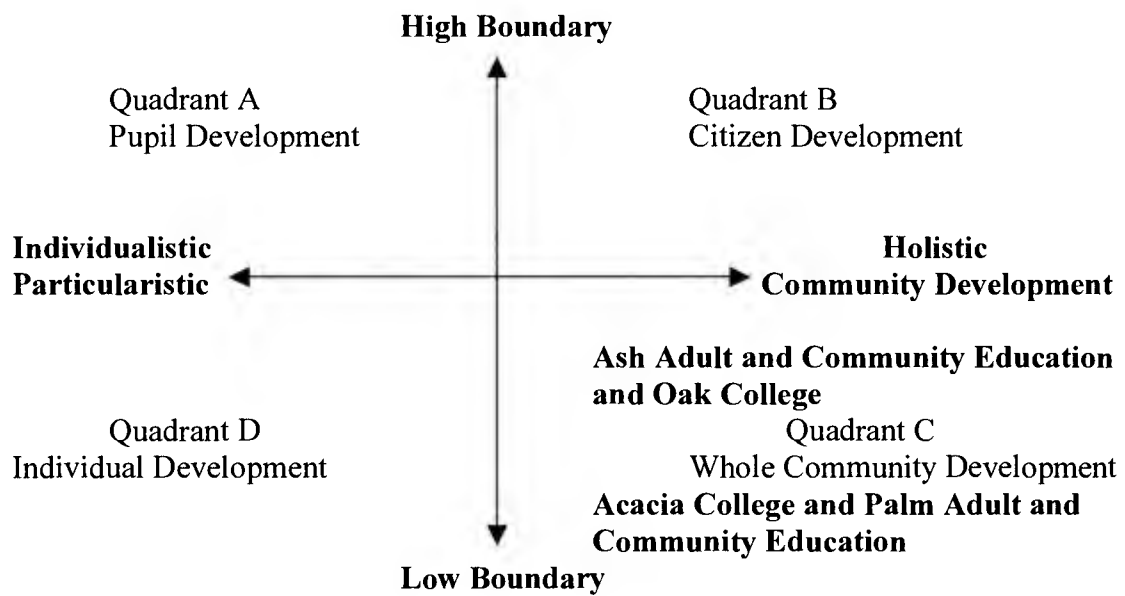 High Boundary
Quadrant A
Pupil Development
Quadrant B
Citizen Development
Individualistic
Particularistic
Holistic
Community Development
Ash Adult and Community Education
and Oak College
Quadrant D
Individual Development
Quadrant C
Whole Community Development
Acacia College and Palm Adult and
Community Education
Low Boundary